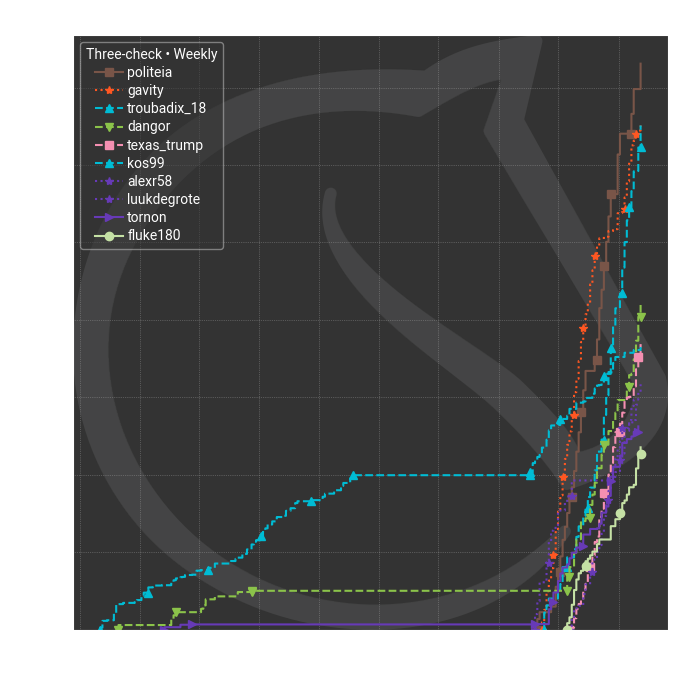 Three-check • Weekly
politeia
gavity
troubadix_18
dangor
texas_trump
kos99
alexr58
luukdegrote
tornon
fluke180